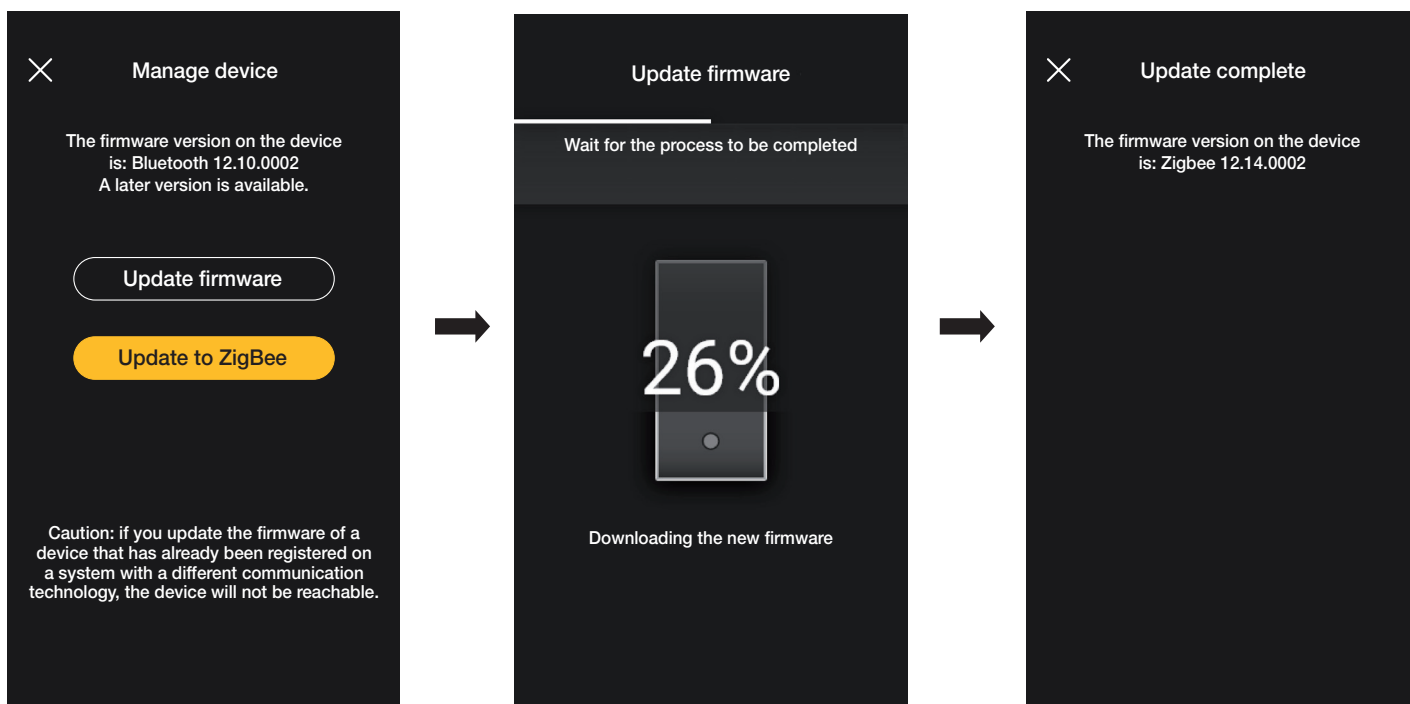 Manage device
The firmware version on the device
is: Bluetooth 12.10.0002
A later version is available.
Update firmware
Update to ZigBee
Caution: if you update the firmware of a
device that has already been registered on
a system with a different communication
technology, the device will not be reachable.
Update firmware
Wait for the process to be completed
26%
Downloading the new firmware
Update complete
The firmware version on the device
is: Zigbee 12.14.0002